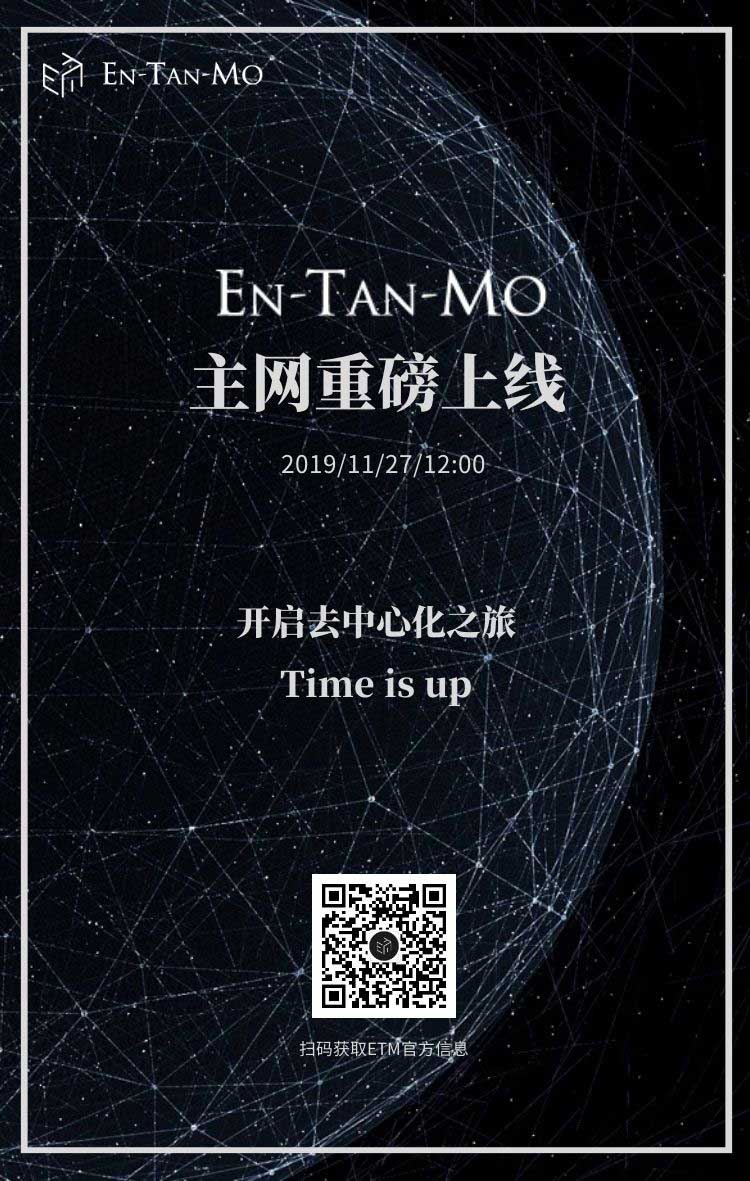 EN-TAN-MO
EN-TAN-MO
主网重磅上线
2019/11/27/12:00
开启去中心化之旅
Time is up
扫码获取ETM官方信息